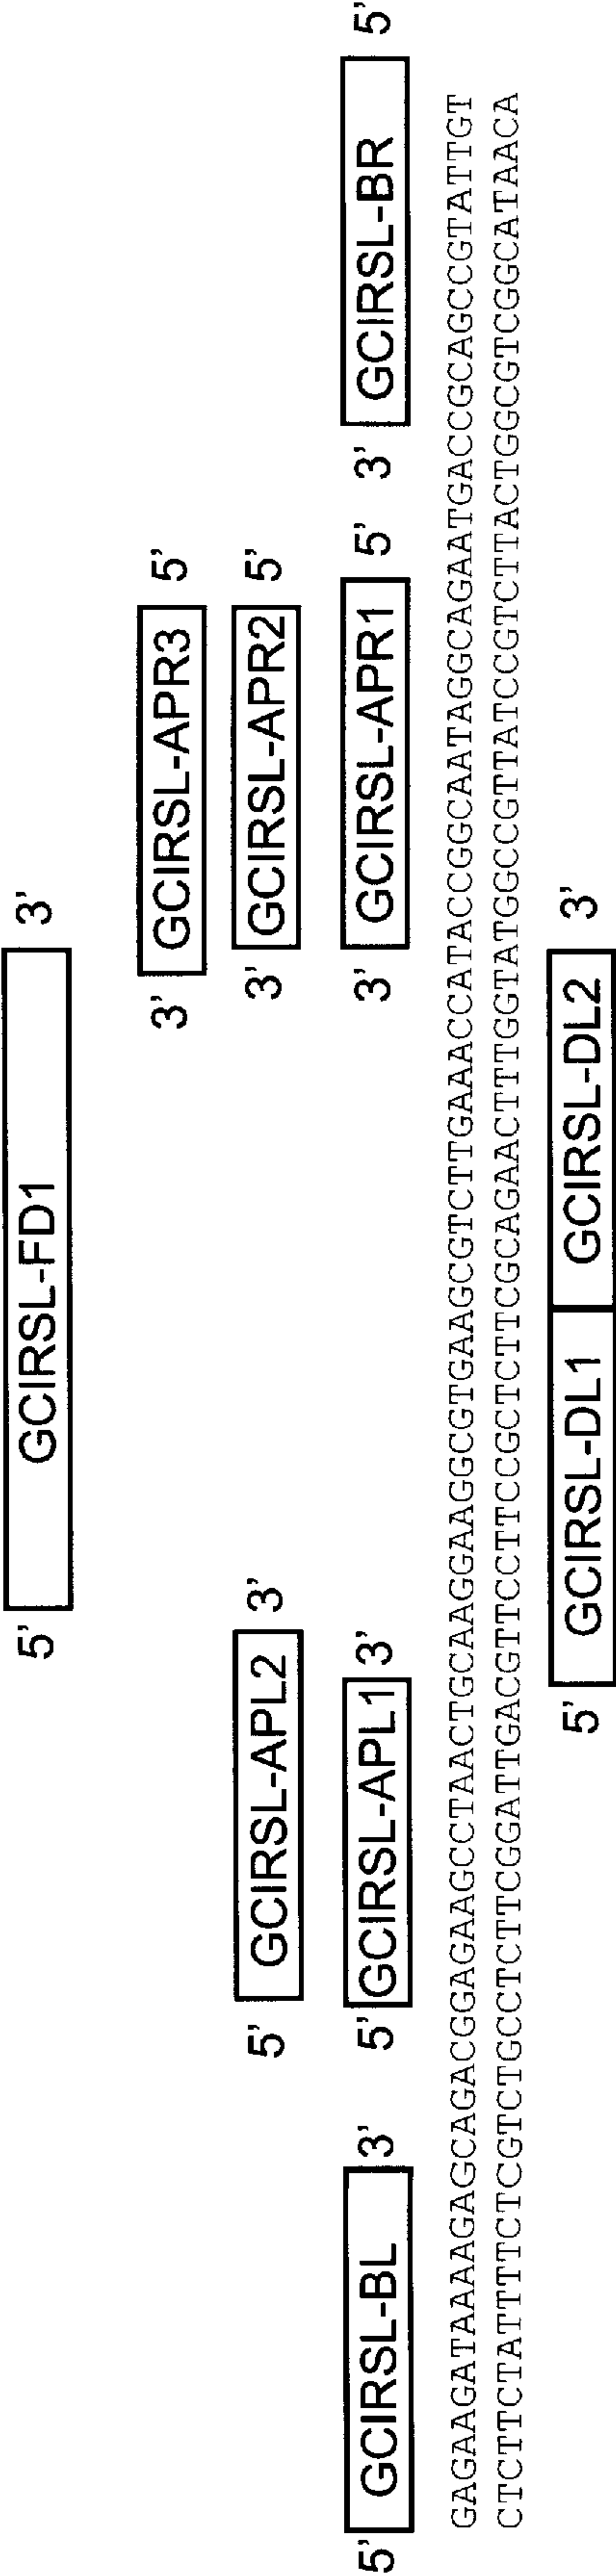 5' GCIRSL-FD1 3'
3' GCIRSL-APR3 5'
5' GCIRSL-APL2 3' 3' GCIRSL-APR2 5'
5' GCIRSL-BL 3' 5' GCIRSL-APL1 3' 3' GCIRSL-APR1 5' 3' GCIRSL-BR 5'
GAGAAGATAAAAGAGCAGACGGAGAAGCCTAACTGCAAGGAAGGCGTGAAGCGTCTTGAAACCATACCGGCAATAGGCAGAATGACCGCAGCCGTATTGT
CTCTTCTATTTTCTCGTCTGCCTCTTCGGATTGACGTTCCTTCCGCTCTTCGCAGAACTTTGGTATGGCCGTTATCCGTCTTACTGGCGTCGGCATAACA
5' GCIRSL-DL1 GCIRSL-DL2 3'